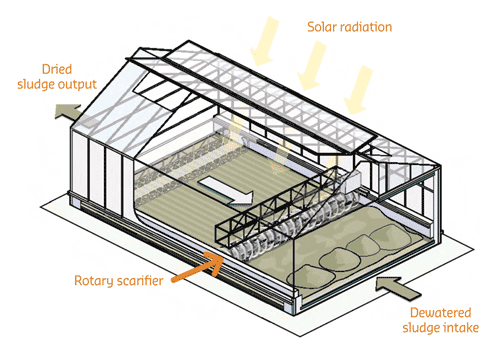 Solar radiation
Dried
sludge output
Rotary scarifier
Dewatered
sludge intake